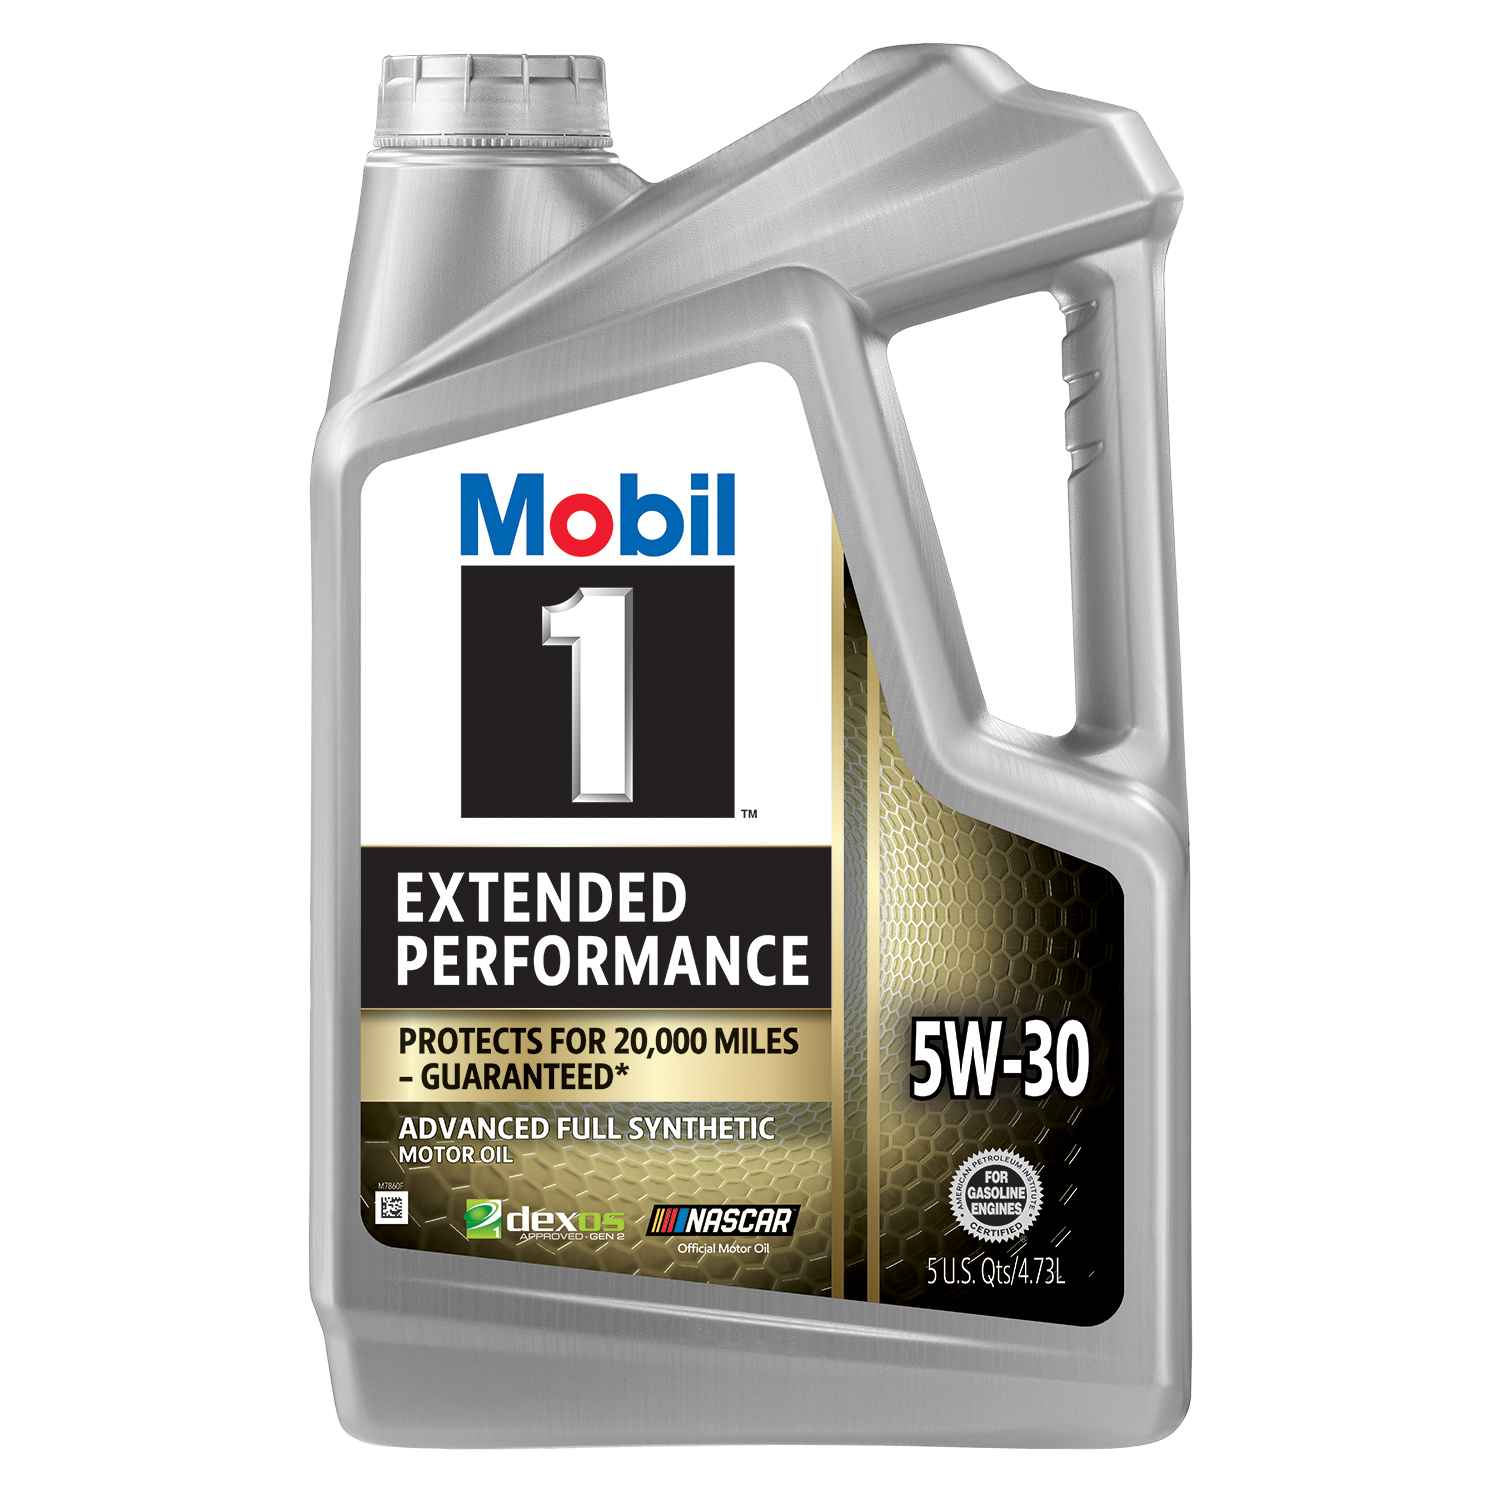 Mobil
1
TM
EXTENDED
PERFORMANCE
PROTECTS FOR 20,000 MILES
– GUARANTEED*
ADVANCED FULL SYNTHETIC
MOTOR OIL
M7860F
1
dexos
APPROVED-GEN 2
NASCAR
Official Motor Oil
5W-30
AMERICAN PETROLEUM INSTITUTE
FOR
GASOLINE
ENGINES
CERTIFIED
®
5 U.S. Qts/4.73L